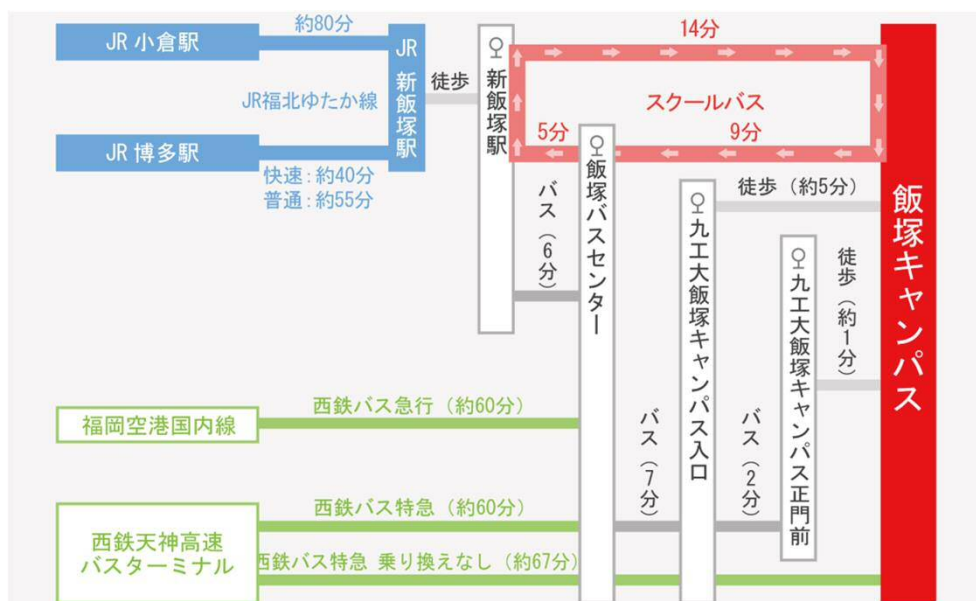 JR 小倉駅
約80分
JR福北ゆたか線
JR 博多駅
快速：約40分
普通：約55分
JR 新飯塚駅
徒歩
新飯塚駅
14分
スクールバス
5分
9分
バス（6分）
飯塚バスセンター
徒歩（約5分）
九工大飯塚キャンパス入口
徒歩（約1分）
九工大飯塚キャンパス正門前
飯塚キャンパス
福岡空港国内線
西鉄バス急行（約60分）
バス（7分）
バス（2分）
西鉄天神高速
バスターミナル
西鉄バス特急（約60分）
西鉄バス特急 乗り換えなし（約67分）